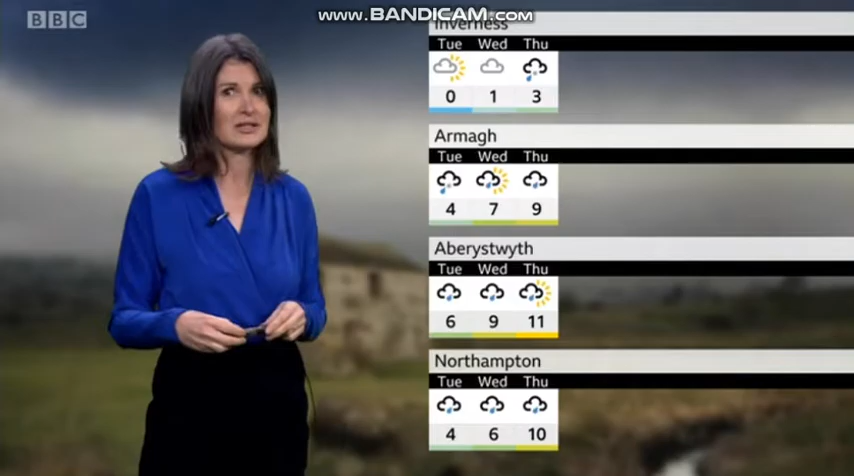 BBC
www.BANDICAM.com
Inverness
Tue Wed Thu
0 1 3
Armagh
Tue Wed Thu
4 7 9
Aberystwyth
Tue Wed Thu
6 9 11
Northampton
Tue Wed Thu
4 6 10